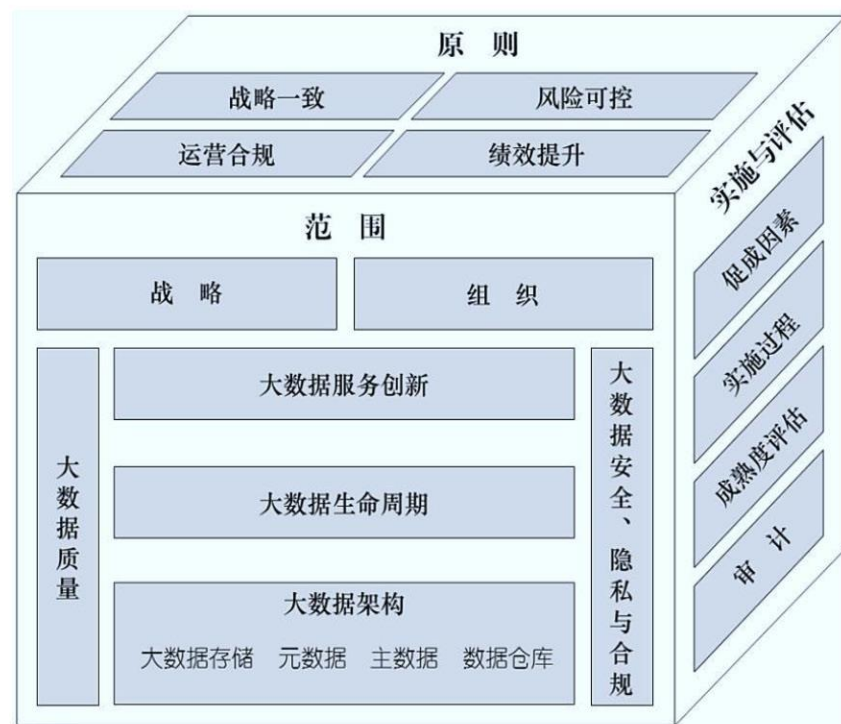 原 则
战略一致 风险可控
运营合规 绩效提升
实施与评估
促成因素
实施过程
成熟度评估
审 计
范 围
战 略 组 织
大数据质量
大数据服务创新
大数据生命周期
大数据架构
大数据存储 元数据 主数据 数据仓库
大数据安全、隐私与合规